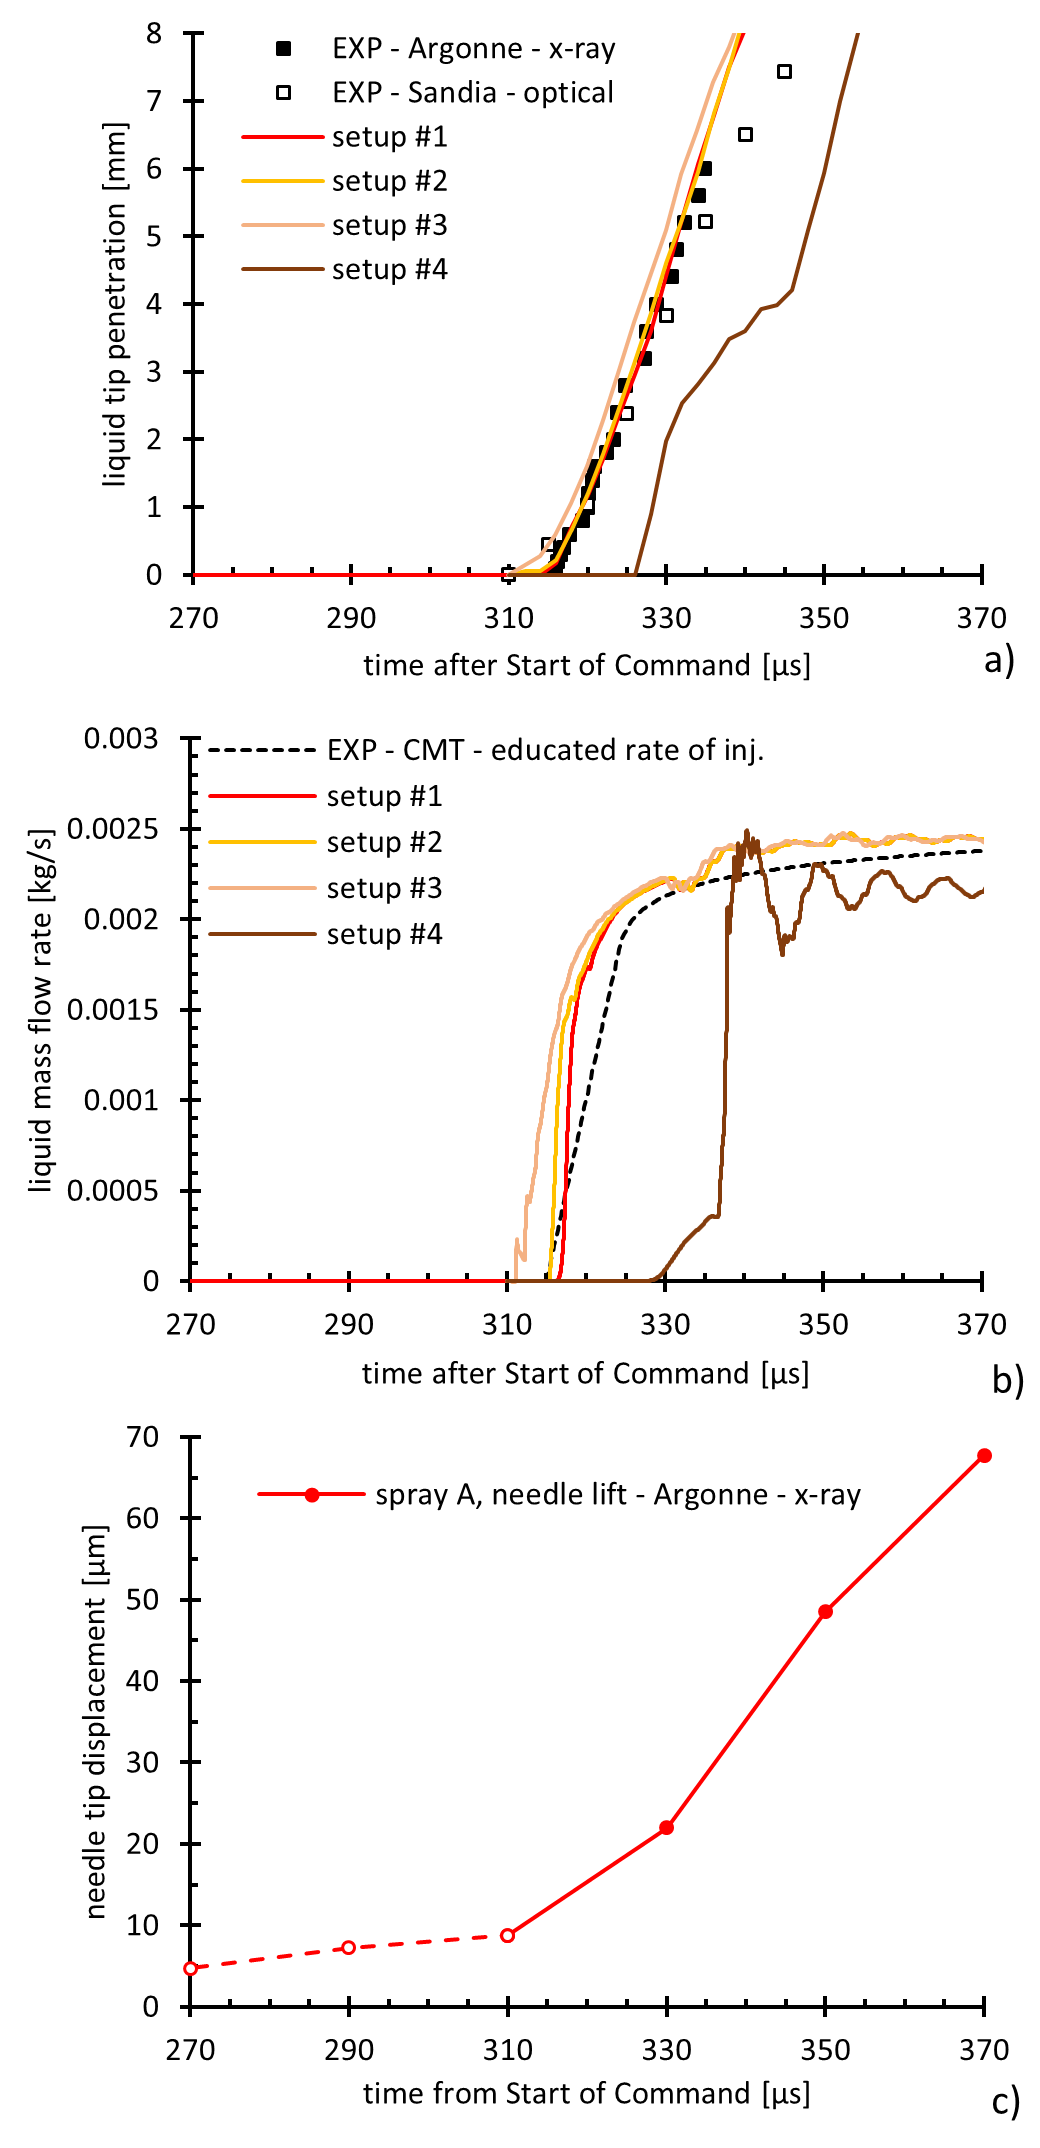 8
7
6
5
4
3
2
1
0
liquid tip penetration [mm]
EXP - Argonne - x-ray
EXP - Sandia - optical
setup #1
setup #2
setup #3
setup #4
270 290 310 330 350 370
time after Start of Command [µs]
a)
0.003
0.0025
0.002
0.0015
0.001
0.0005
0
liquid mass flow rate [kg/s]
EXP - CMT - educated rate of inj.
setup #1
setup #2
setup #3
setup #4
270 290 310 330 350 370
time after Start of Command [µs]
b)
70
60
50
40
30
20
10
0
needle tip displacement [µm]
spray A, needle lift - Argonne - x-ray
270 290 310 330 350 370
time from Start of Command [µs]
c)